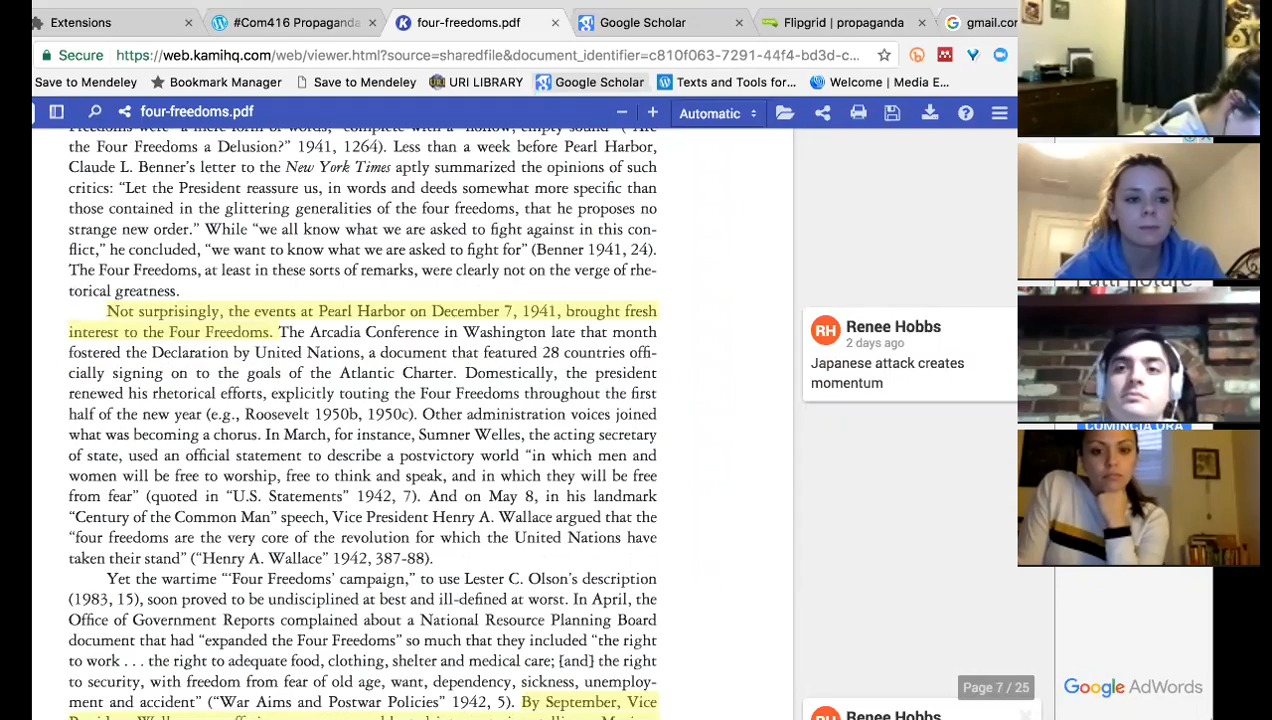 Extensions
#Com416 Propaganda
four-freedoms.pdf
Google Scholar
Flipgrid | propaganda
gmail.com
Secure
https://web.kamihq.com/web/viewer.html?source=sharedfile&document_identifier=c810f063-7291-44f4-bd3d-c...
Save to Mendeley
Bookmark Manager
Save to Mendeley
URI LIBRARY
Google Scholar
Texts and Tools for...
Welcome | Media E...
four-freedoms.pdf
Automatic
Freedoms were "a mere form of words, complete with a "hollow, empty sound" ("Are
the Four Freedoms a Delusion?" 1941, 1264). Less than a week before Pearl Harbor,
Claude L. Benner's letter to the New York Times aptly summarized the opinions of such
critics: "Let the President reassure us, in words and deeds somewhat more specific than
those contained in the glittering generalities of the four freedoms, that he proposes no
strange new order." While "we all know what we are asked to fight against in this con-
flict," he concluded, "we want to know what we are asked to fight for" (Benner 1941, 24).
The Four Freedoms, at least in these sorts of remarks, were clearly not on the verge of rhe-
torical greatness.
Not surprisingly, the events at Pearl Harbor on December 7, 1941, brought fresh
interest to the Four Freedoms. The Arcadia Conference in Washington late that month
fostered the Declaration by United Nations, a document that featured 28 countries offi-
cially signing on to the goals of the Atlantic Charter. Domestically, the president
renewed his rhetorical efforts, explicitly touting the Four Freedoms throughout the first
half of the new year (e.g., Roosevelt 1950b, 1950c). Other administration voices joined
what was becoming a chorus. In March, for instance, Sumner Welles, the acting secretary
of state, used an official statement to describe a postvictory world "in which men and
women will be free to worship, free to think and speak, and in which they will be free
from fear" (quoted in "U.S. Statements" 1942, 7). And on May 8, in his landmark
"Century of the Common Man" speech, Vice President Henry A. Wallace argued that the
"four freedoms are the very core of the revolution for which the United Nations have
taken their stand" ("Henry A. Wallace" 1942, 387-88).
Yet the wartime "'Four Freedoms' campaign," to use Lester C. Olson's description
(1983, 15), soon proved to be undisciplined at best and ill-defined at worst. In April, the
Office of Government Reports complained about a National Resource Planning Board
document that had "expanded the Four Freedoms" so much that they included "the right
to work . . . the right to adequate food, clothing, shelter and medical care; [and] the right
to security, with freedom from fear of old age, want, dependency, sickness, unemploy-
ment and accident" ("War Aims and Postwar Policies" 1942, 5). By September, Vice
RH
Renee Hobbs
2 days ago
Japanese attack creates
momentum
COMINCIA ORA
Page 7 / 25
Google AdWords
RH
Renee Hobbs